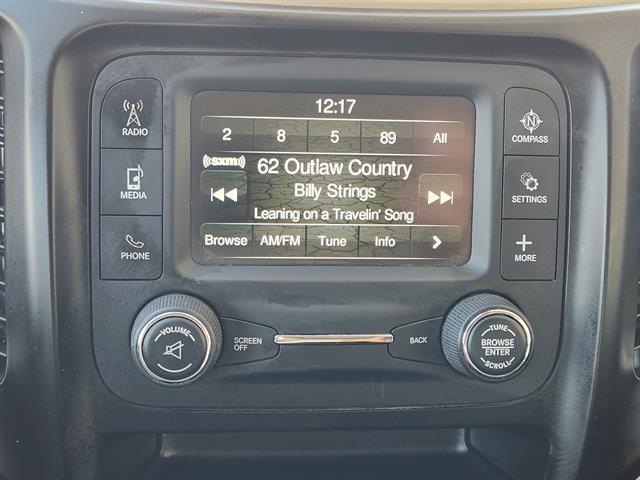 12:17
2 8 5 89 All
((sxm))
62 Outlaw Country
Billy Strings
Leaning on a Travelin' Song
Browse AM/FM Tune Info
RADIO
MEDIA
PHONE
N
COMPASS
SETTINGS
MORE
VOLUME
SCREEN
OFF
BACK
TUNE
BROWSE
ENTER
SCROLL